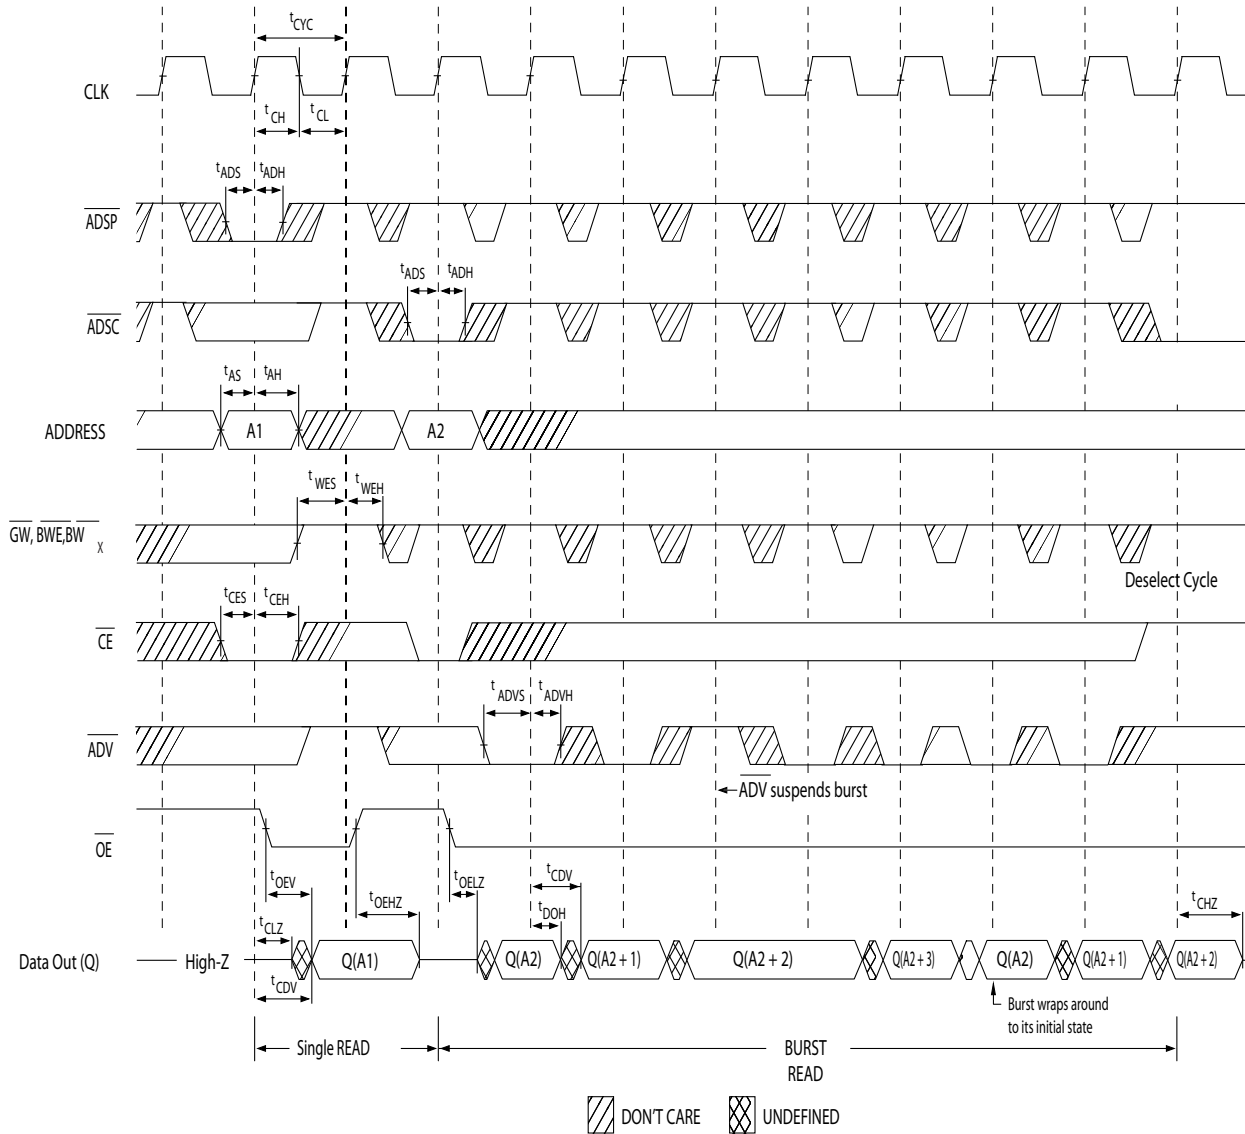 tCYC
CLK
tCH
tCL
tADS
tADH
ADSP
tADS
tADH
ADSC
tAS
tAH
ADDRESS
A1
A2
tWES
tWEH
GW, BWE,BW X
Deselect Cycle
tCES
tCEH
CE
tADVS
tADVH
ADV
ADV suspends burst
OE
tOEV
tOEHZ
tOELZ
tCDV
tDOH
tCHZ
tCLZ
Data Out (Q)
High-Z
Q(A1)
Q(A2)
Q(A2 + 1)
Q(A2 + 2)
Q(A2 + 3)
Q(A2)
Q(A2 + 1)
Q(A2 + 2)
tCDV
Burst wraps around
to its initial state
Single READ
BURST
READ
DON'T CARE
UNDEFINED